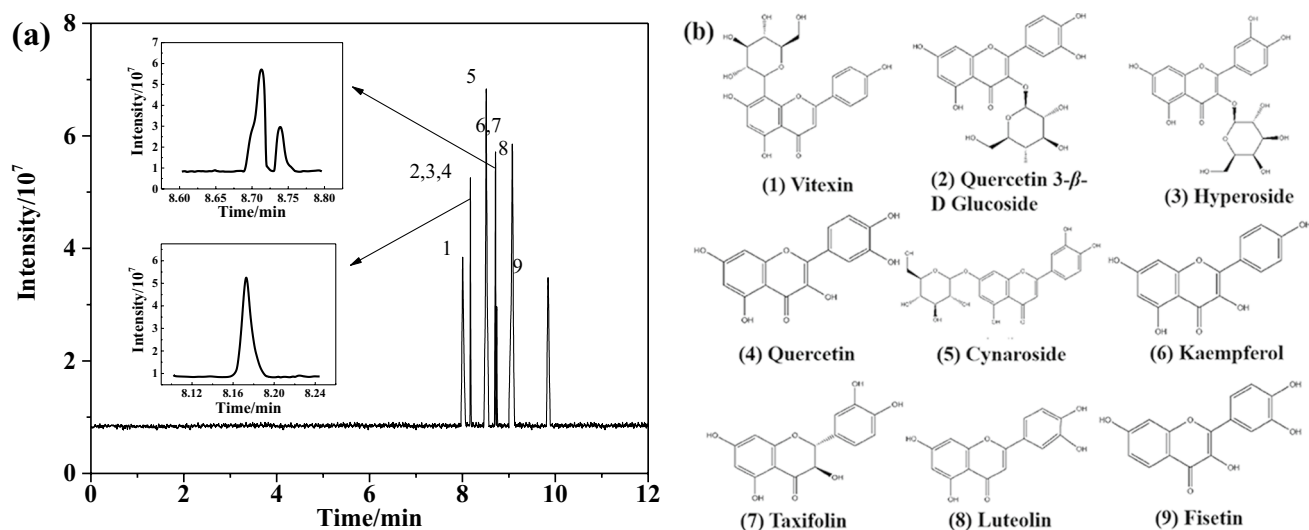 (a)
Intensity/10⁷
8
6
4
2
0
0 2 4 6 8 10 12
Time/min
Intensity/10⁷
7
6
5
4
3
2
1
8.60 8.65 8.70 8.75 8.80
Time/min
Intensity/10⁷
5
4
3
2
1
8.12 8.16 8.20 8.24
Time/min
5
6,7
8
2,3,4
1
9
(b)
(1) Vitexin
(2) Quercetin 3-β-
D Glucoside
(3) Hyperoside
(4) Quercetin
(5) Cynaroside
(6) Kaempferol
(7) Taxifolin
(8) Luteolin
(9) Fisetin